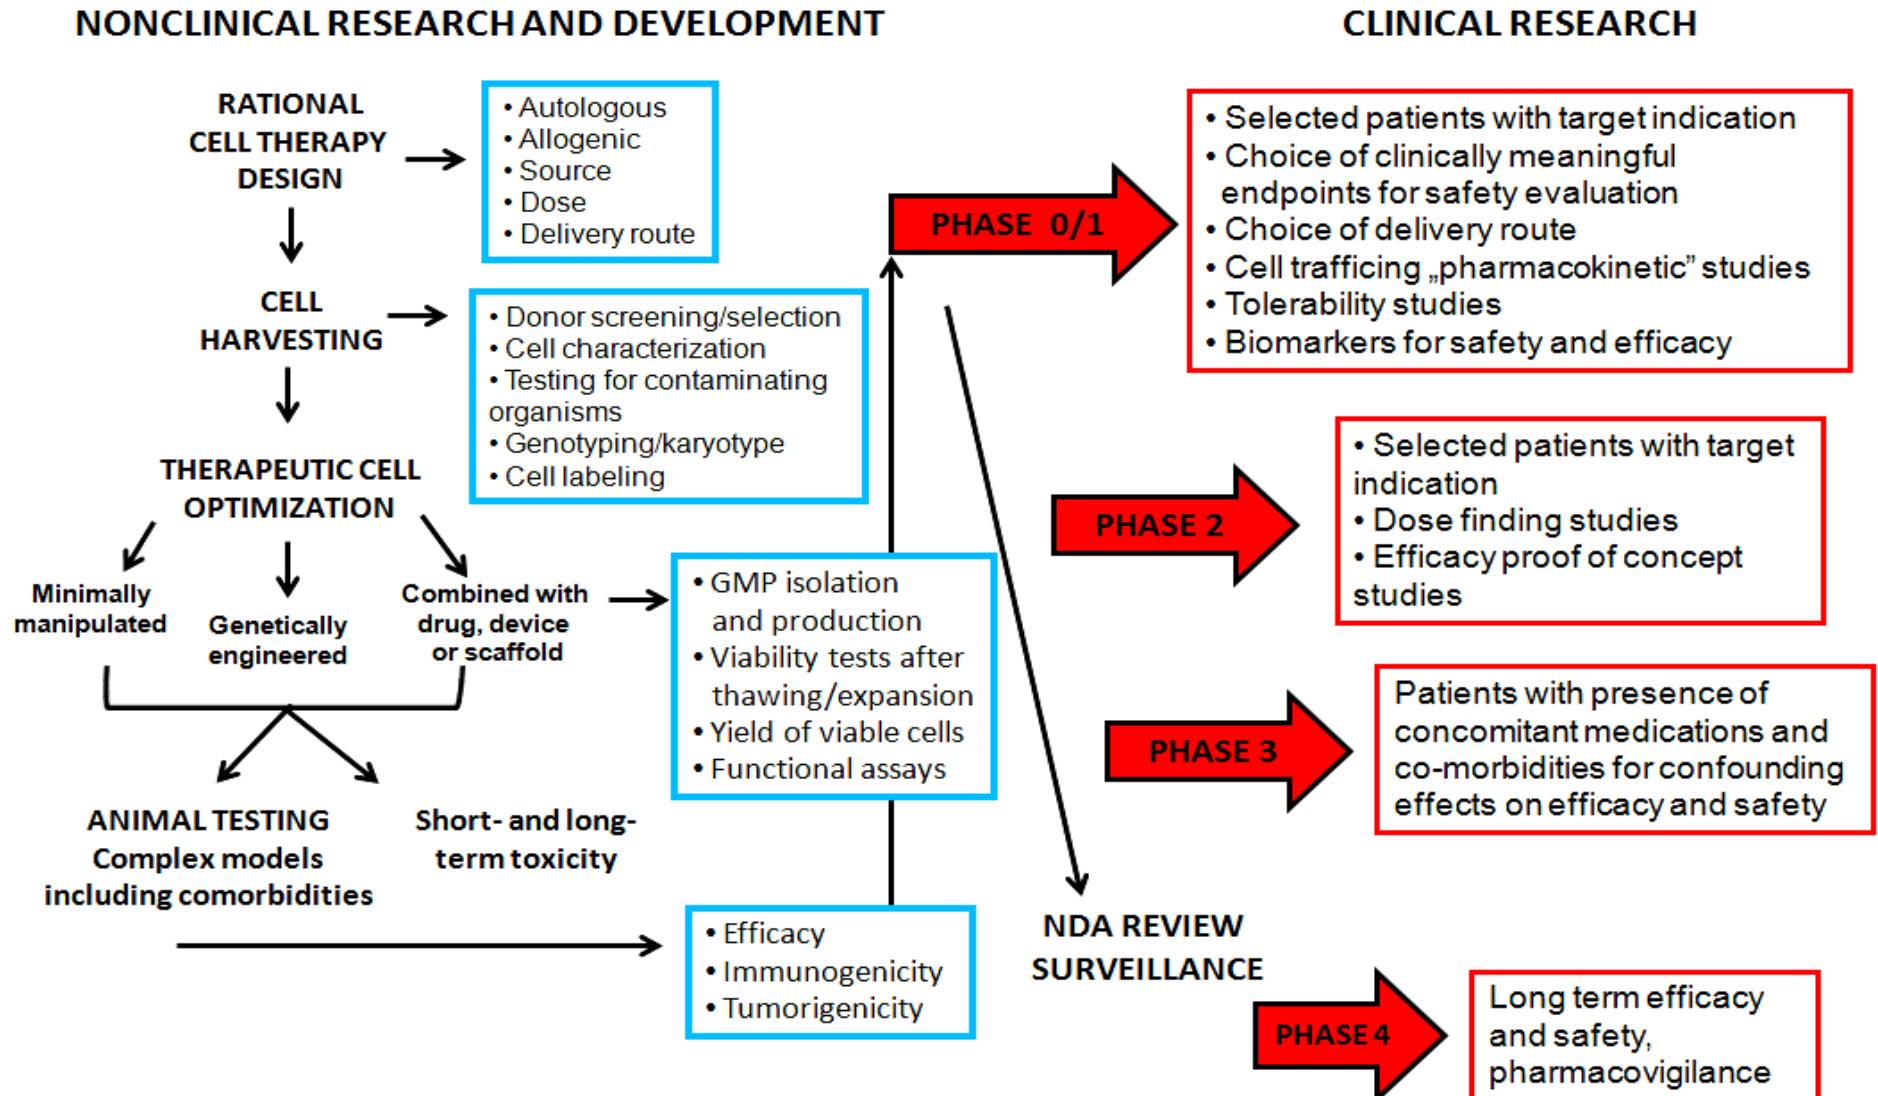 NONCLINICAL RESEARCH AND DEVELOPMENT
RATIONAL
CELL THERAPY
DESIGN
• Autologous
• Allogenic
• Source
• Dose
• Delivery route
CELL
HARVESTING
• Donor screening/selection
• Cell characterization
• Testing for contaminating
organisms
• Genotyping/karyotype
• Cell labeling
THERAPEUTIC CELL
OPTIMIZATION
Minimally
manipulated
Genetically
engineered
Combined with
drug, device
or scaffold
• GMP isolation
and production
• Viability tests after
thawing/expansion
• Yield of viable cells
• Functional assays
ANIMAL TESTING
Complex models
including comorbidities
Short- and long-
term toxicity
• Efficacy
• Immunogenicity
• Tumorigenicity
CLINICAL RESEARCH
PHASE 0/1
• Selected patients with target indication
• Choice of clinically meaningful
endpoints for safety evaluation
• Choice of delivery route
• Cell trafficing „pharmacokinetic” studies
• Tolerability studies
• Biomarkers for safety and efficacy
PHASE 2
• Selected patients with target
indication
• Dose finding studies
• Efficacy proof of concept
studies
PHASE 3
Patients with presence of
concomitant medications and
co-morbidities for confounding
effects on efficacy and safety
NDA REVIEW
SURVEILLANCE
PHASE 4
Long term efficacy
and safety,
pharmacovigilance